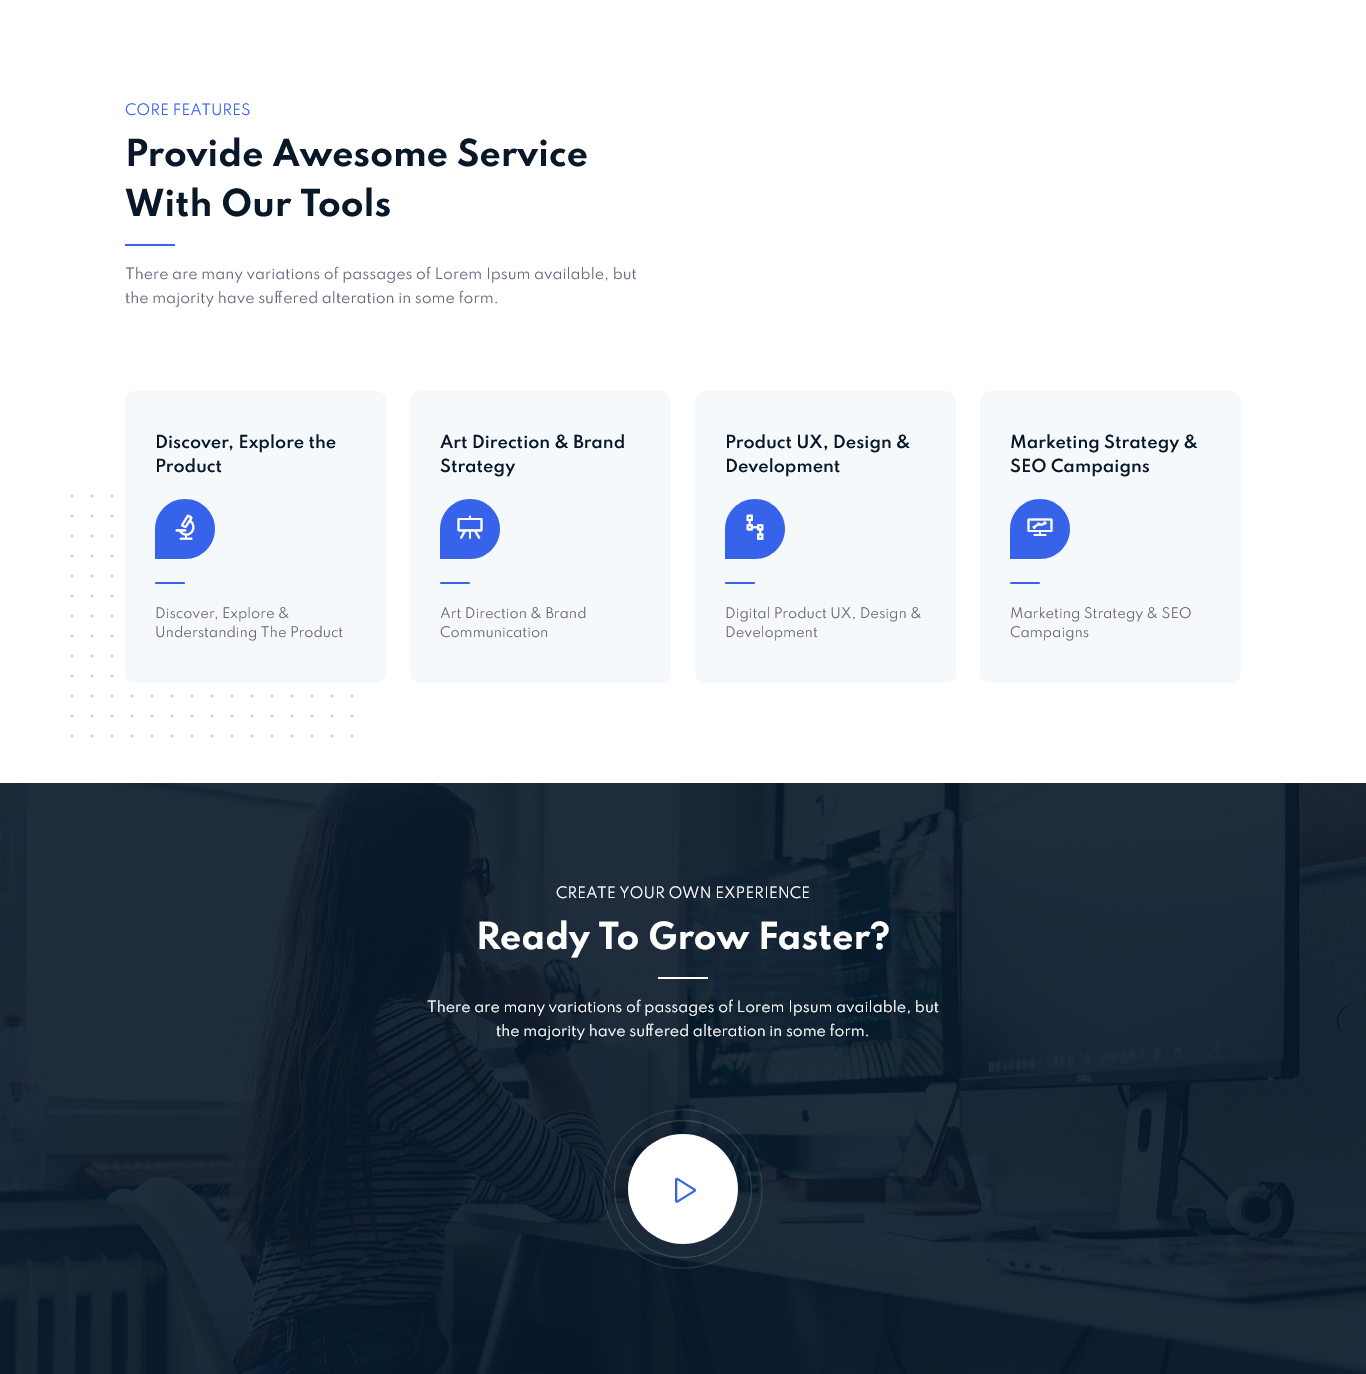 CORE FEATURES
Provide Awesome Service
With Our Tools
There are many variations of passages of Lorem Ipsum available, but
the majority have suffered alteration in some form.
Discover, Explore the
Product
Discover, Explore &
Understanding The Product
Art Direction & Brand
Strategy
Art Direction & Brand
Communication
Product UX, Design &
Development
Digital Product UX, Design &
Development
Marketing Strategy &
SEO Campaigns
Marketing Strategy & SEO
Campaigns
CREATE YOUR OWN EXPERIENCE
Ready To Grow Faster?
There are many variations of passages of Lorem Ipsum available, but
the majority have suffered alteration in some form.
DELL